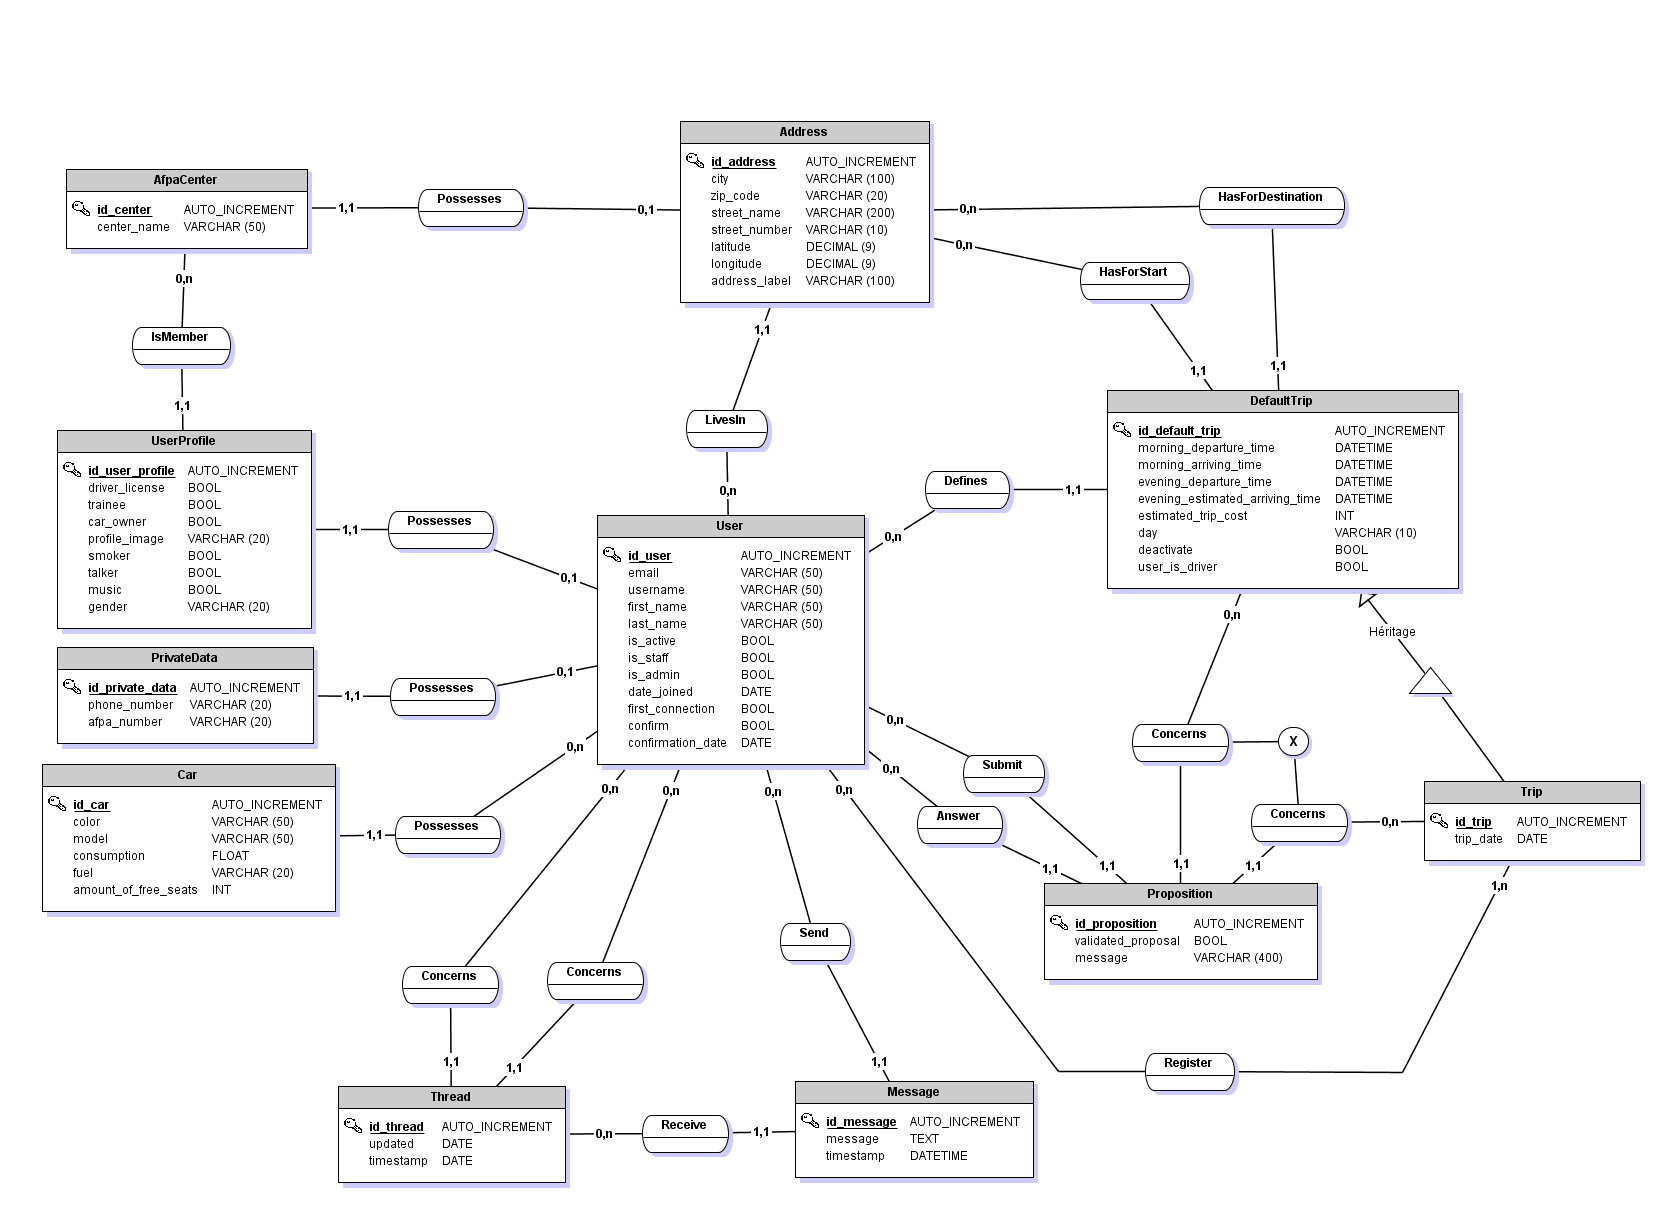 Address
id_address AUTO_INCREMENT
city VARCHAR (100)
zip_code VARCHAR (20)
street_name VARCHAR (200)
street_number VARCHAR (10)
latitude DECIMAL (9)
longitude DECIMAL (9)
address_label VARCHAR (100)
AfpaCenter
id_center AUTO_INCREMENT
center_name VARCHAR (50)
1,1
Possesses
0,1
0,n
HasForDestination
0,n
HasForStart
0,n
IsMember
1,1
1,1
LivesIn
0,n
1,1
1,1
UserProfile
id_user_profile AUTO_INCREMENT
driver_license BOOL
trainee BOOL
car_owner BOOL
profile_image VARCHAR (20)
smoker BOOL
talker BOOL
music BOOL
gender VARCHAR (20)
1,1
Possesses
0,1
DefaultTrip
id_default_trip AUTO_INCREMENT
morning_departure_time DATETIME
morning_arriving_time DATETIME
evening_departure_time DATETIME
evening_estimated_arriving_time DATETIME
estimated_trip_cost INT
day VARCHAR (10)
deactivate BOOL
user_is_driver BOOL
Defines
1,1
0,n
User
id_user AUTO_INCREMENT
email VARCHAR (50)
username VARCHAR (50)
first_name VARCHAR (50)
last_name VARCHAR (50)
is_active BOOL
is_staff BOOL
is_admin BOOL
date_joined DATE
first_connection BOOL
confirm BOOL
confirmation_date DATE
PrivateData
id_private_data AUTO_INCREMENT
phone_number VARCHAR (20)
afpa_number VARCHAR (20)
1,1
Possesses
0,1
0,n
Héritage
Car
id_car AUTO_INCREMENT
color VARCHAR (50)
model VARCHAR (50)
consumption FLOAT
fuel VARCHAR (20)
amount_of_free_seats INT
1,1
Possesses
0,n
0,n
Submit
1,1
0,n
Answer
1,1
Concerns
X
1,1
Concerns
0,n
1,1
Trip
id_trip AUTO_INCREMENT
trip_date DATE
Proposition
id_proposition AUTO_INCREMENT
validated_proposal BOOL
message VARCHAR (400)
0,n
0,n
0,n
0,n
1,n
Send
Concerns
Concerns
1,1
1,1
1,1
Register
Thread
id_thread AUTO_INCREMENT
updated DATE
timestamp DATE
0,n
Receive
1,1
Message
id_message AUTO_INCREMENT
message TEXT
timestamp DATETIME